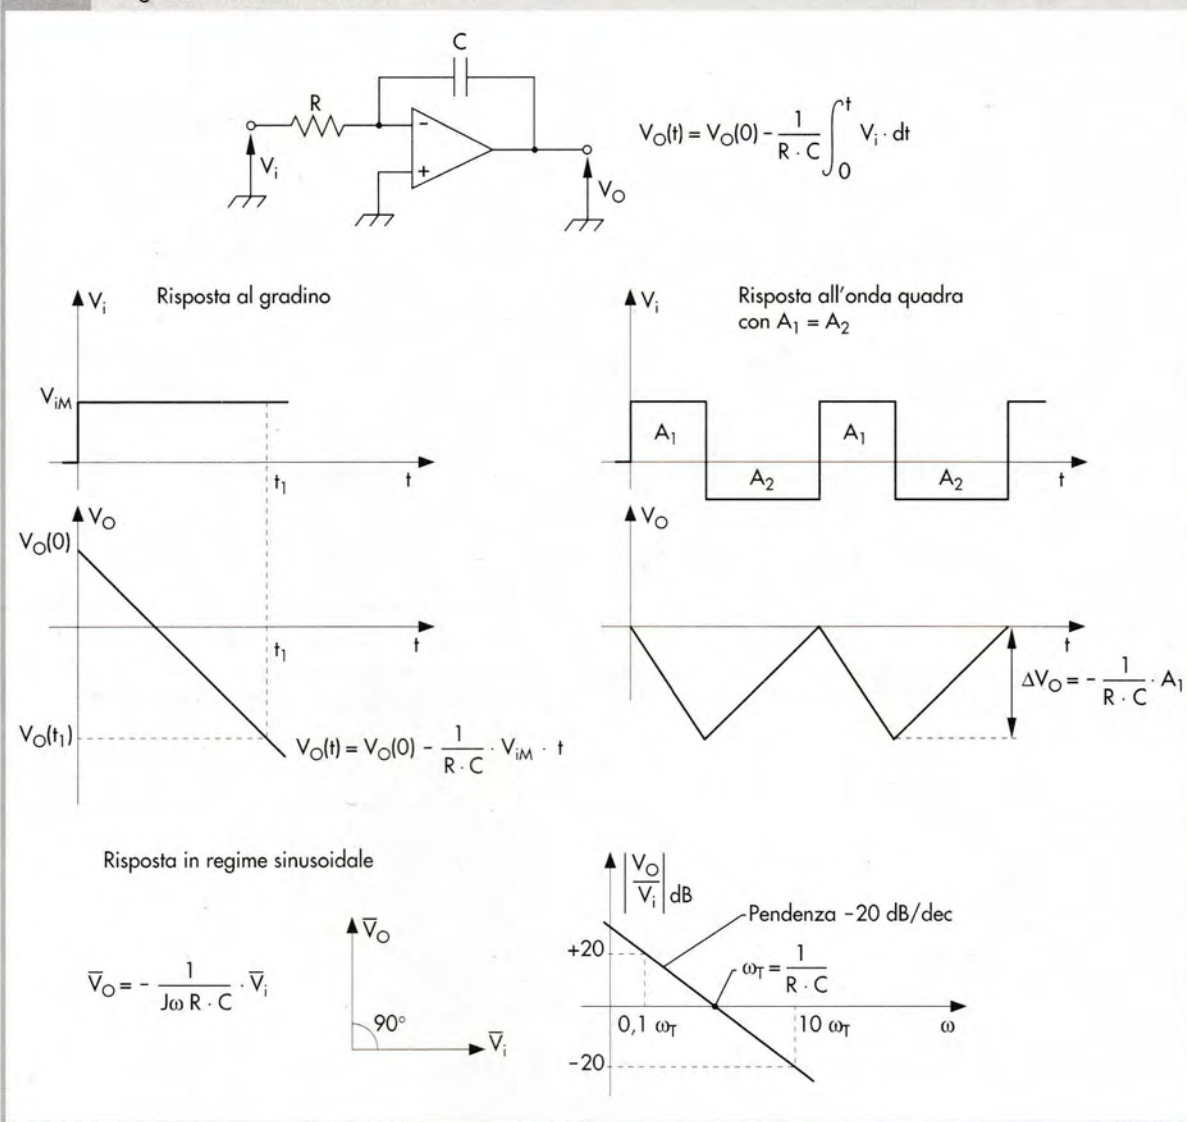 C
R
V_i
−
+
V_O
V_O(t) = V_O(0) − 1/(R · C) ∫_0^t V_i · dt
Risposta al gradino
V_i
V_iM
t_1
t
V_O
V_O(0)
t_1
t
V_O(t_1)
V_O(t) = V_O(0) − 1/(R · C) · V_iM · t
Risposta all'onda quadra
con A_1 = A_2
V_i
A_1
A_1
A_2
A_2
t
V_O
t
ΔV_O = − 1/(R · C) · A_1
Risposta in regime sinusoidale
V̅_O = − 1/(Jω R · C) · V̅_i
V̅_O
90°
V̅_i
|V_O/V_i| dB
Pendenza −20 dB/dec
+20
ω_T = 1/(R · C)
0,1 ω_T
10 ω_T
ω
−20